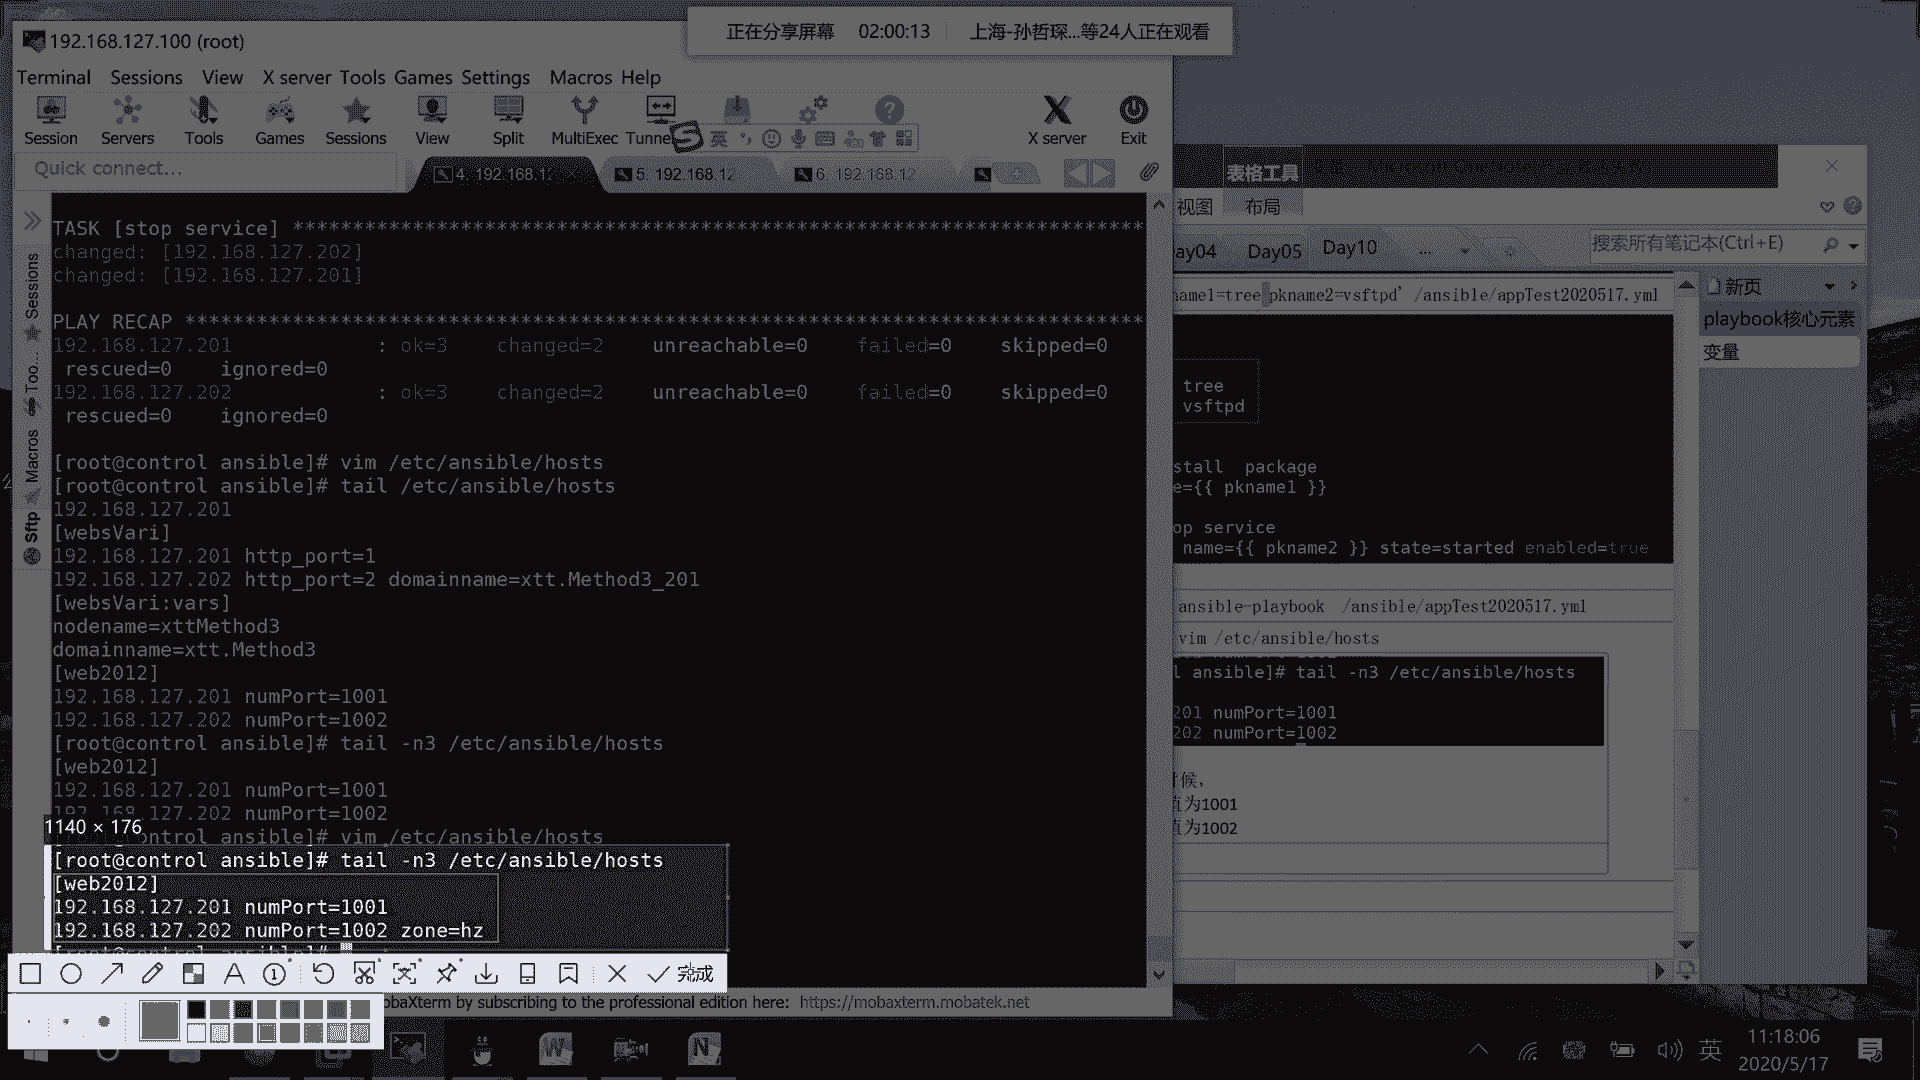 正在分享屏幕 02:00:13 上海-孙哲琛...等24人正在观看
192.168.127.100 (root)
Terminal Sessions View X server Tools Games Settings Macros Help
Session Servers Tools Games Sessions View Split MultiExec Tunne X server Exit
英
Quick connect...
4. 192.168.12 5. 192.168.12 6. 192.168.12
Sessions
Too...
Macros
Sftp
TASK [stop service] ****************************************************************************
changed: [192.168.127.202]
changed: [192.168.127.201]
PLAY RECAP *************************************************************************************
192.168.127.201 : ok=3 changed=2 unreachable=0 failed=0 skipped=0
rescued=0 ignored=0
192.168.127.202 : ok=3 changed=2 unreachable=0 failed=0 skipped=0
rescued=0 ignored=0
[root@control ansible]# vim /etc/ansible/hosts
[root@control ansible]# tail /etc/ansible/hosts
192.168.127.201
[websVari]
192.168.127.201 http_port=1
192.168.127.202 http_port=2 domainname=xtt.Method3_201
[websVari:vars]
nodename=xttMethod3
domainname=xtt.Method3
[web2012]
192.168.127.201 numPort=1001
192.168.127.202 numPort=1002
[root@control ansible]# tail -n3 /etc/ansible/hosts
[web2012]
192.168.127.201 numPort=1001
192.168.127.202 numPort=1002
1140 × 176
ontrol ansible]# vim /etc/ansible/hosts
[root@control ansible]# tail -n3 /etc/ansible/hosts
[web2012]
192.168.127.201 numPort=1001
192.168.127.202 numPort=1002 zone=hz
[root@control ansible]#
完成
obaXterm by subscribing to the professional edition here: https://mobaxterm.mobatek.net
表格工具
视图 布局
ay04 Day05 Day10 ...
搜索所有笔记本(Ctrl+E)
name1=tree pkname2=vsftpd' /ansible/appTest2020517.yml
tree
vsftpd
stall package
e={{ pkname1 }}
op service
name={{ pkname2 }} state=started enabled=true
ansible-playbook /ansible/appTest2020517.yml
vim /etc/ansible/hosts
l ansible]# tail -n3 /etc/ansible/hosts
201 numPort=1001
202 numPort=1002
时候，
值为1001
值为1002
新页
playbook核心元素
变量
英
11:18:06
2020/5/17